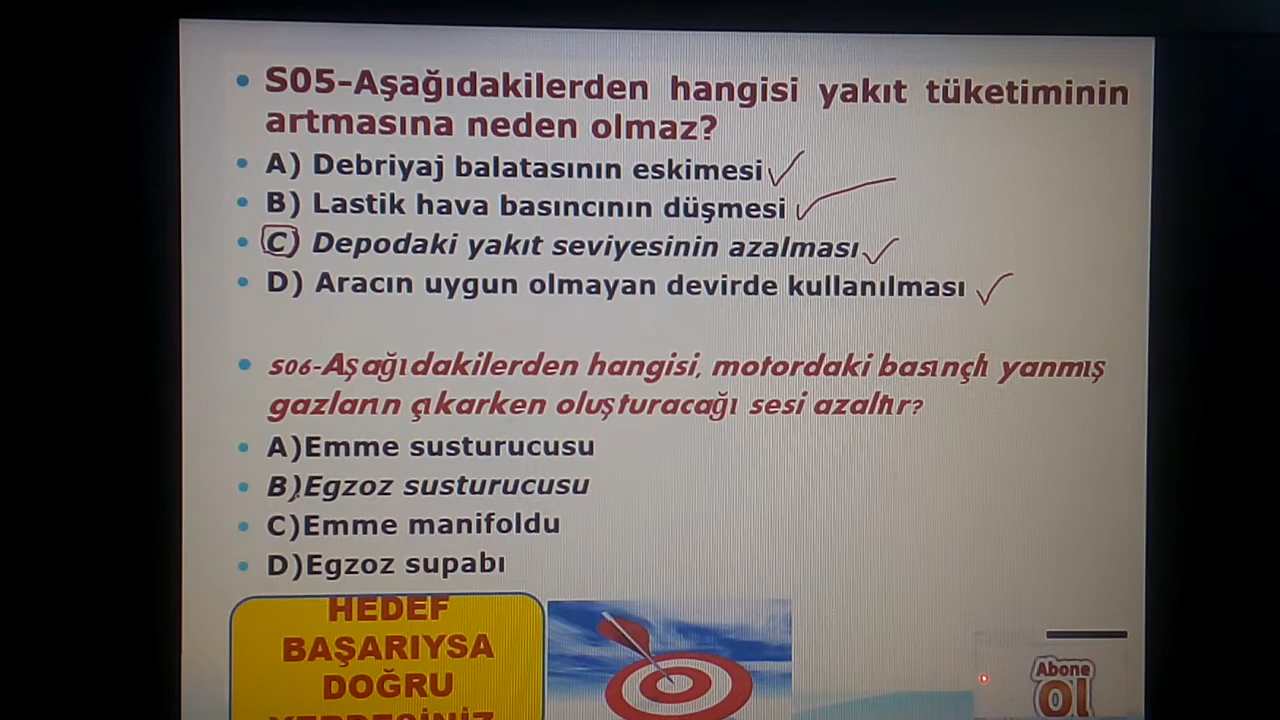 S05-Aşağıdakilerden hangisi yakıt tüketiminin
artmasına neden olmaz?
A) Debriyaj balatasının eskimesi
B) Lastik hava basıncının düşmesi
C) Depodaki yakıt seviyesinin azalması
D) Aracın uygun olmayan devirde kullanılması
S06-Aşağıdakilerden hangisi, motordaki basınçlı yanmış
gazların çıkarken oluşturacağı sesi azaltır?
A)Emme susturucusu
B)Egzoz susturucusu
C)Emme manifoldu
D)Egzoz supabı
HEDEF
BAŞARIYSA
DOĞRU
Abone
Ol